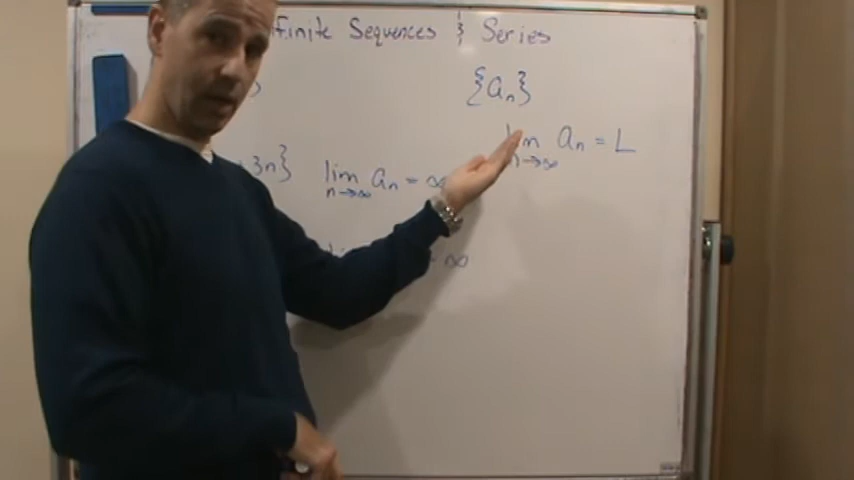 finite Sequences & Series
{aₙ}
lim aₙ = L
n→∞
3n}
lim aₙ = ∞
n→∞
= ∞